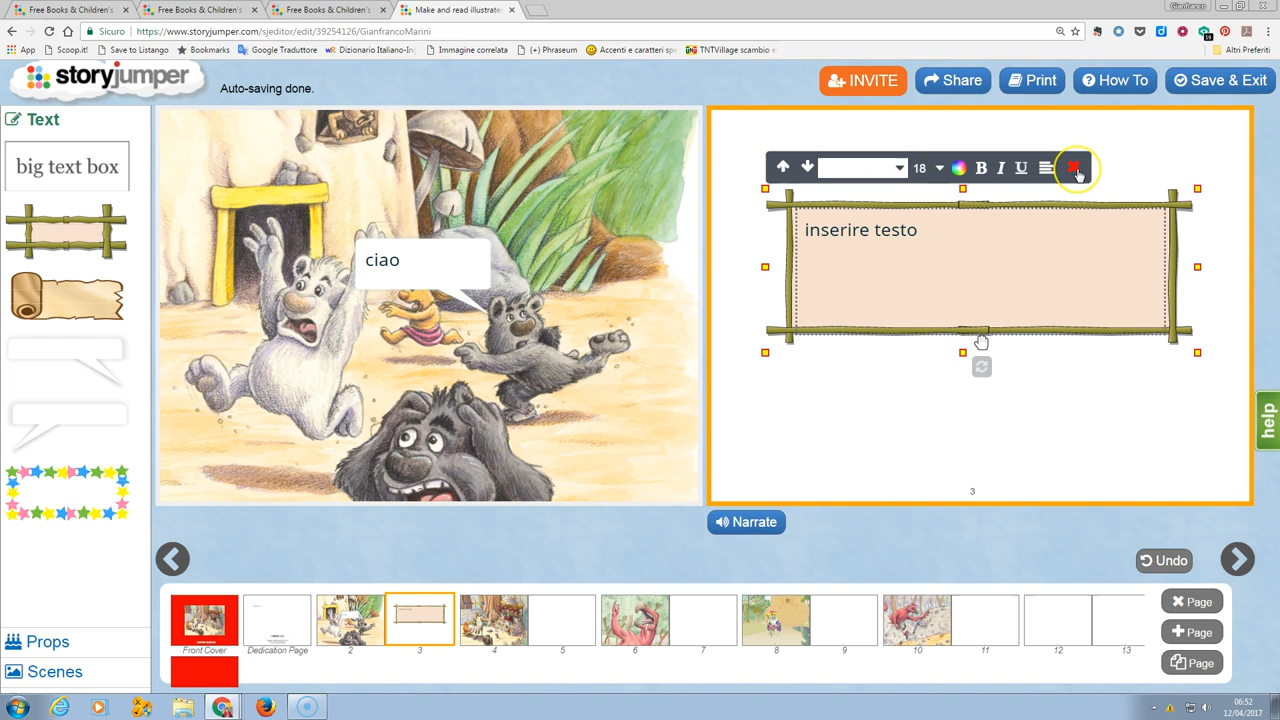 Free Books & Children's
Free Books & Children's
Free Books & Children's
Make and read illustrate
Gianfranco
Sicuro
https://www.storyjumper.com/sjeditor/edit/39254126/GianfrancoMarini
App
Scoop.it!
Save to Listango
Bookmarks
Google Traduttore
Dizionario Italiano-Ing
Immagine correlata
(+) Phraseum
Accenti e caratteri spe
TNTVillage scambio e
Altri Preferiti
storyjumper
Auto-saving done.
INVITE
Share
Print
How To
Save & Exit
Text
big text box
18
B I U
inserire testo
ciao
help
3
Narrate
Undo
Page
Page
Page
Front Cover
Dedication Page
2
3
4
5
6
7
8
9
10
11
12
13
Props
Scenes
06:52
12/04/2017